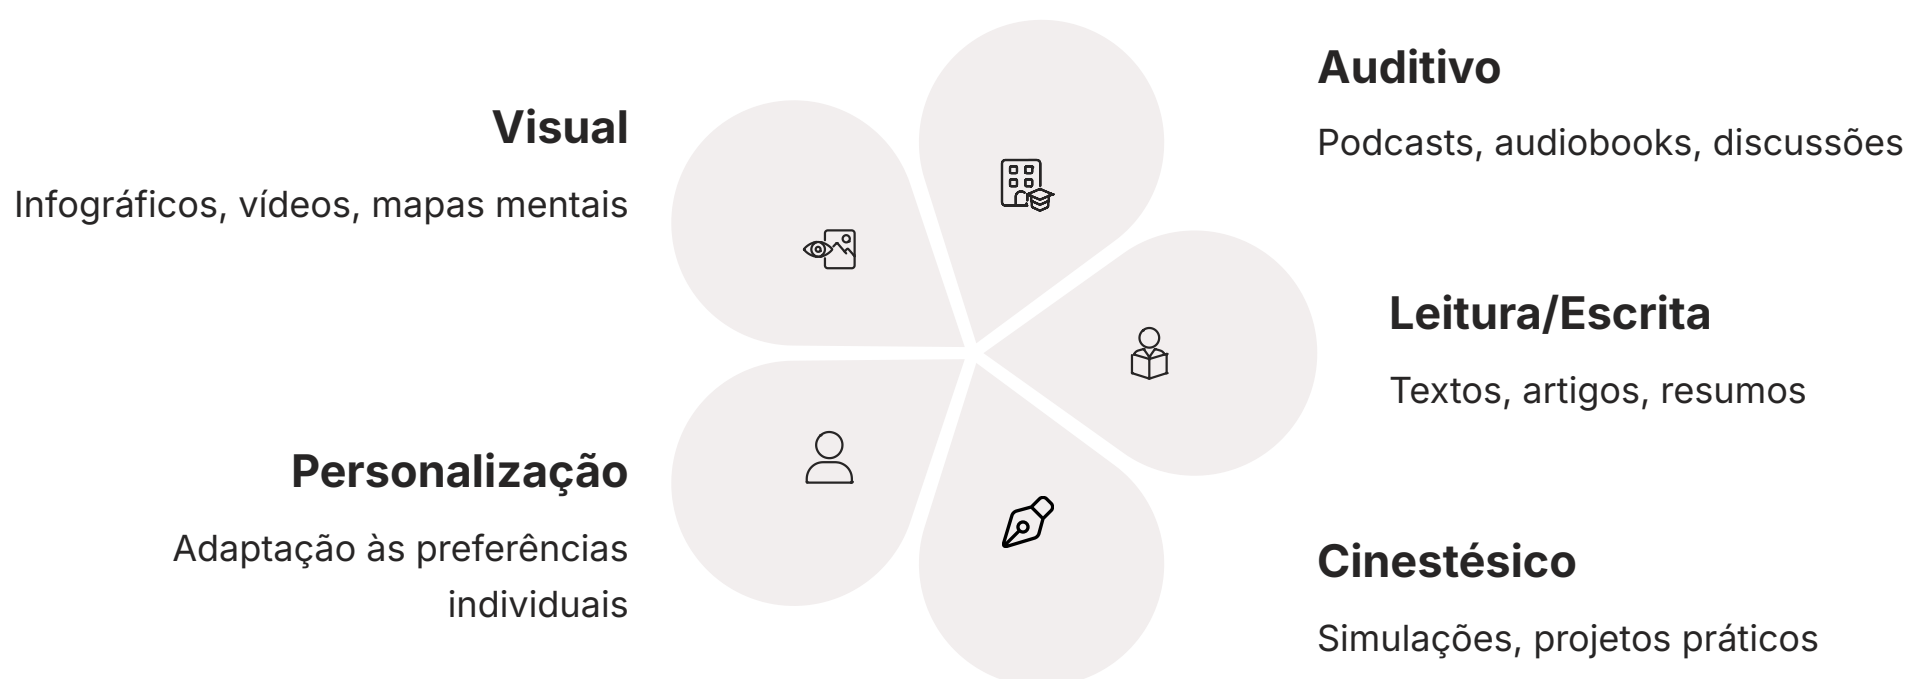 Visual
Infográficos, vídeos, mapas mentais
Auditivo
Podcasts, audiobooks, discussões
Leitura/Escrita
Textos, artigos, resumos
Cinestésico
Simulações, projetos práticos
Personalização
Adaptação às preferências
individuais